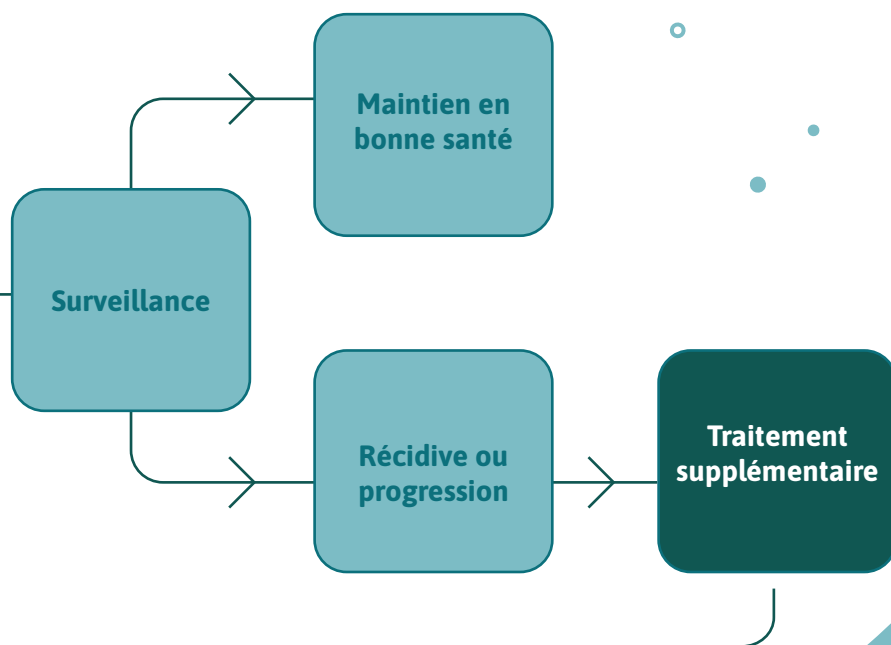 Maintien en
bonne santé
Surveillance
Récidive ou
progression
Traitement
supplémentaire